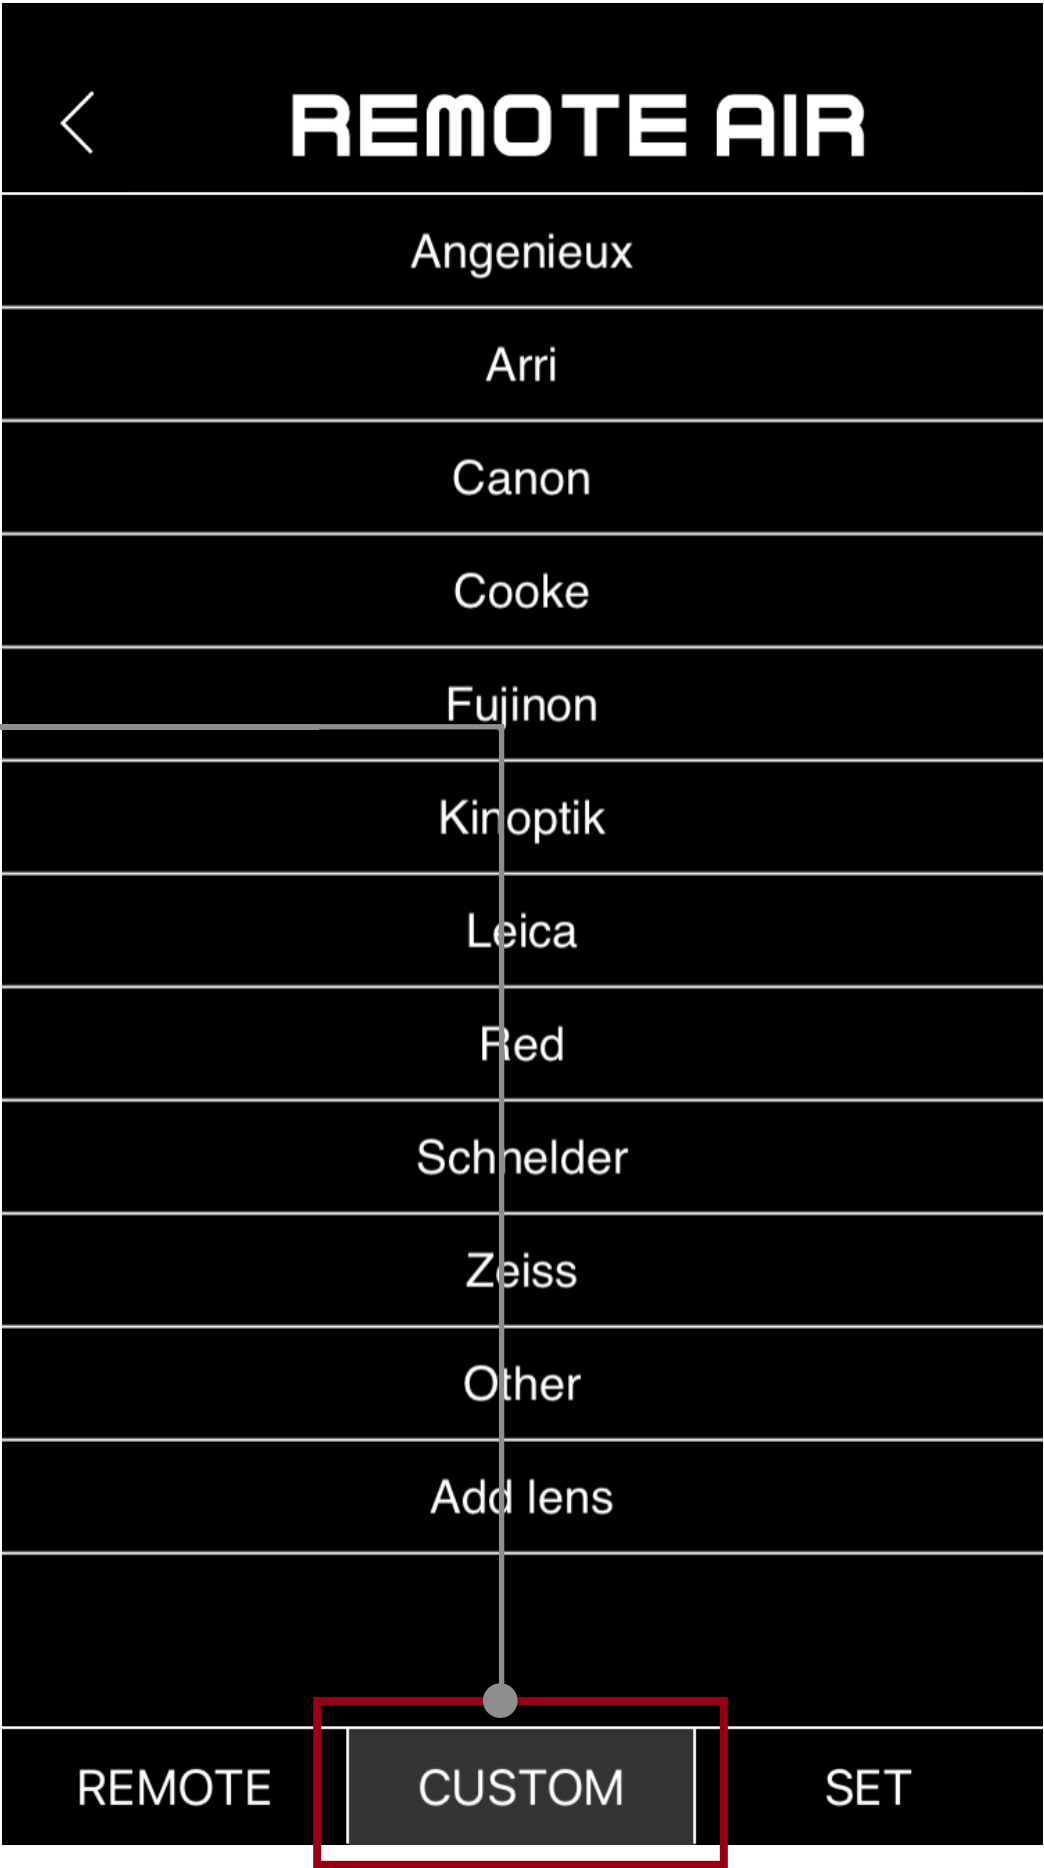 REMOTE AIR
Angenieux
Arri
Canon
Cooke
Fujinon
Kinoptik
Leica
Red
Schnelder
Zeiss
Other
Add lens
REMOTE
CUSTOM
SET